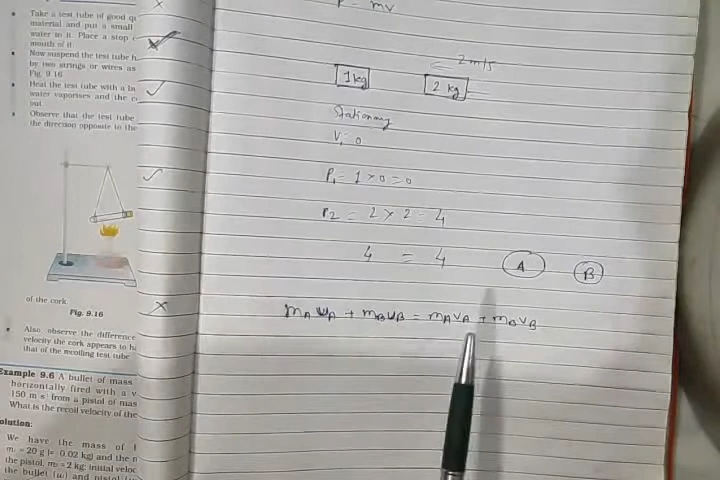 Take a test tube of good
material and put a small
water in it. Place a stop
mouth of it.
Now suspend the test tube
by two strings or wires as
Fig. 9.16
Heat the test tube with a
water vaporises and the
out.
Observe that the test tube
the direction opposite to the
of the cork.
Fig. 9.16
Also observe the difference
velocity the cork appears to
that of the recoiling test tube
Example 9.6 A bullet of mass
horizontally fired with a
150 m s from a pistol of mas
What is the recoil velocity of the
olution:
We have the mass of
m₁ = 20 g (= 0.02 kg) and the
the pistol, m₂ = 2 kg; initial veloc
the bullet (u₁) and pistol
= mv
2m/s
1kg 2 kg
Stationary
V₁ = 0
P₁ = 1 × 0 = 0
P2 = 2 × 2 = 4
4 = 4
A B
mAuA + mBuB = mAvA + mBvB